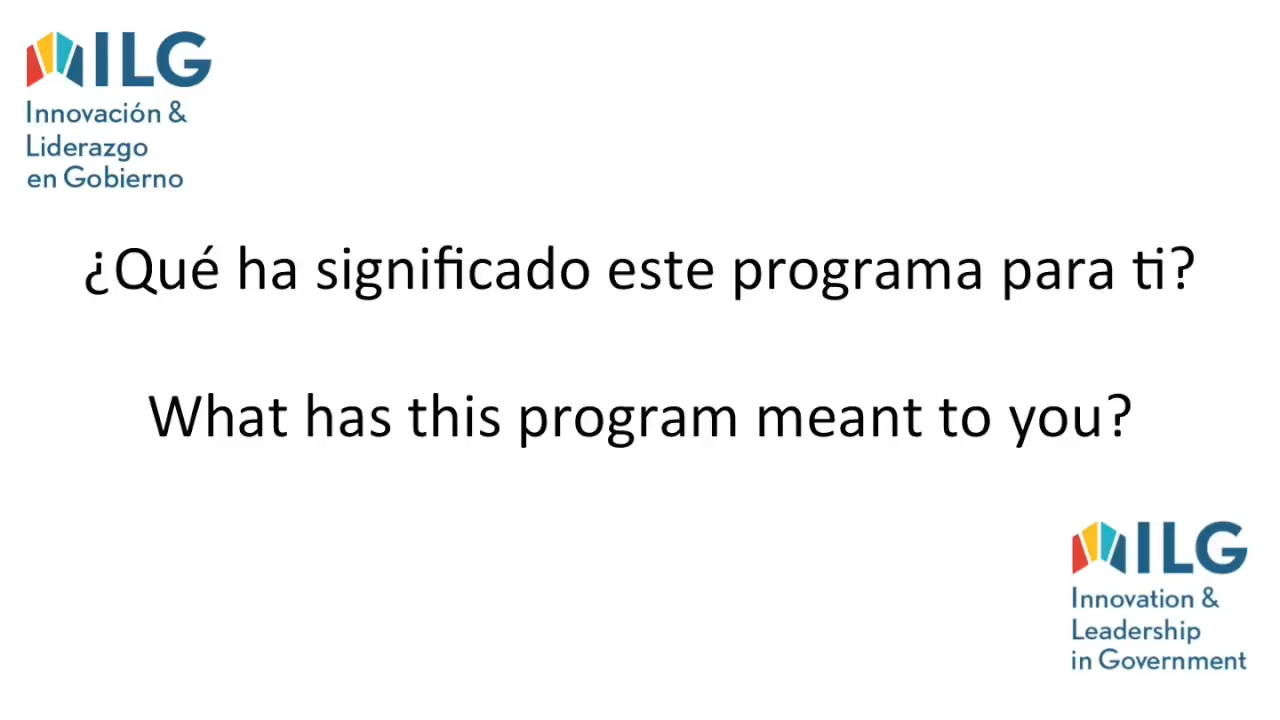 ILG
Innovación &
Liderazgo
en Gobierno
¿Qué ha significado este programa para ti?
What has this program meant to you?
ILG
Innovation &
Leadership
in Government